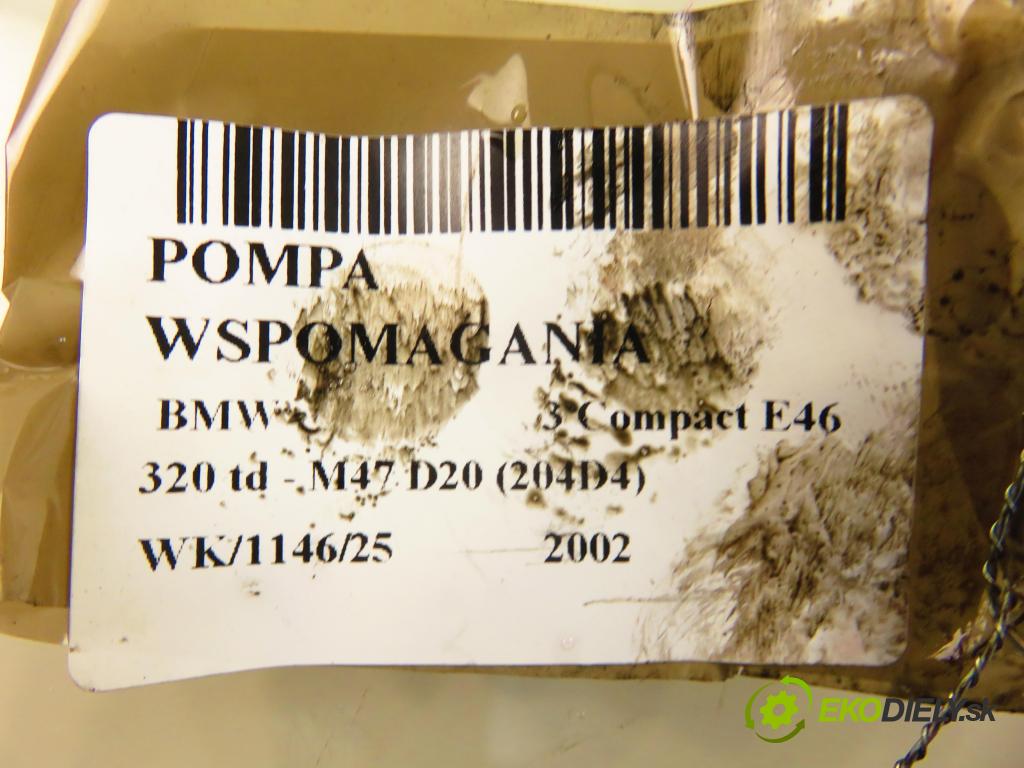 POMPA
WSPOMAGANIA
BMW 3 Compact E46
320 td - M47 D20 (204D4)
WK/1146/25 2002
EKODIELY.sk